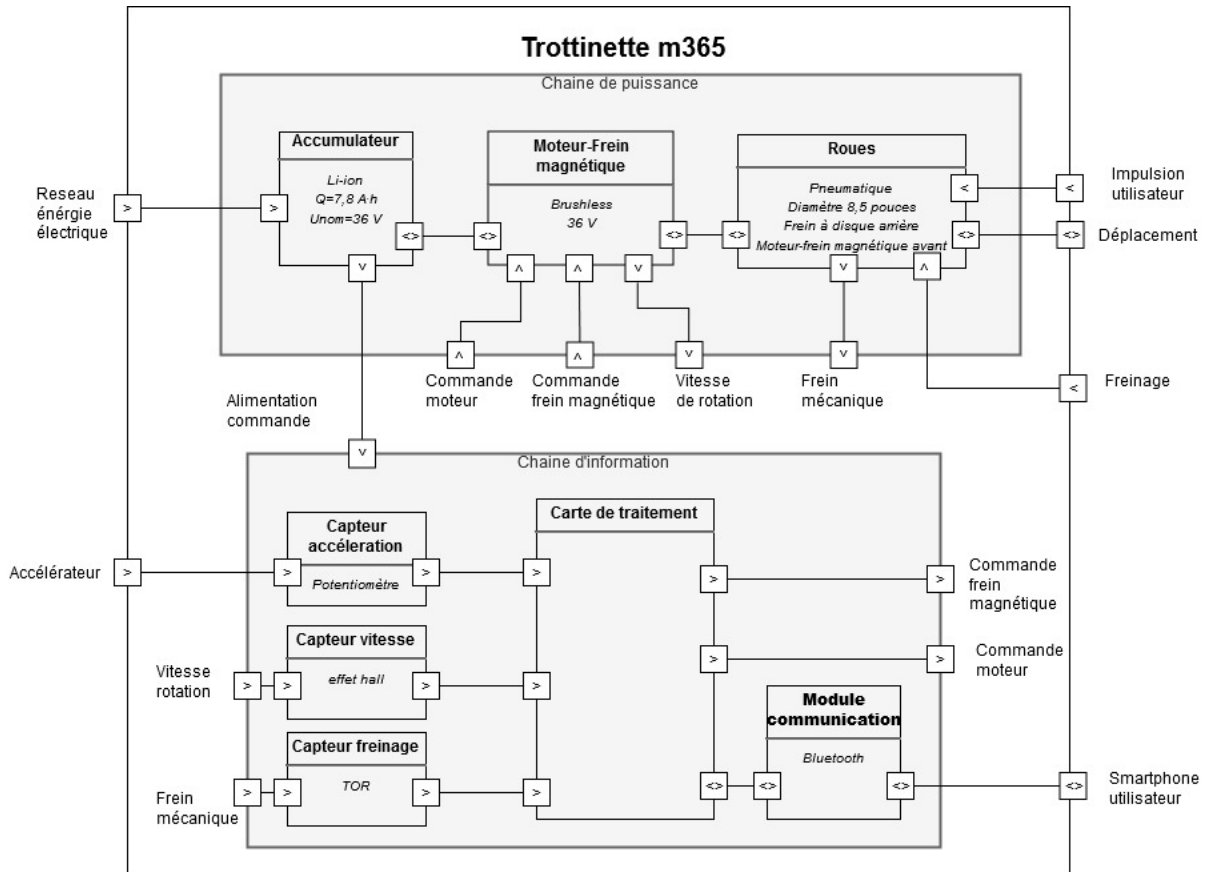 Trottinette m365
Chaine de puissance
Accumulateur
Li-ion
Q=7,8 A·h
Unom=36 V
Moteur-Frein
magnétique
Brushless
36 V
Roues
Pneumatique
Diamètre 8,5 pouces
Frein à disque arrière
Moteur-frein magnétique avant
Reseau
énérgie
électrique
Impulsion
utilisateur
Déplacement
Freinage
Commande
moteur
Commande
frein magnétique
Vitesse
de rotation
Frein
mécanique
Alimentation
commande
Chaine d'information
Accélérateur
Capteur
accéleration
Potentiomètre
Carte de traitement
Commande
frein
magnétique
Vitesse
rotation
Capteur vitesse
effet hall
Commande
moteur
Module
communication
Bluetooth
Frein
mécanique
Capteur freinage
TOR
Smartphone
utilisateur